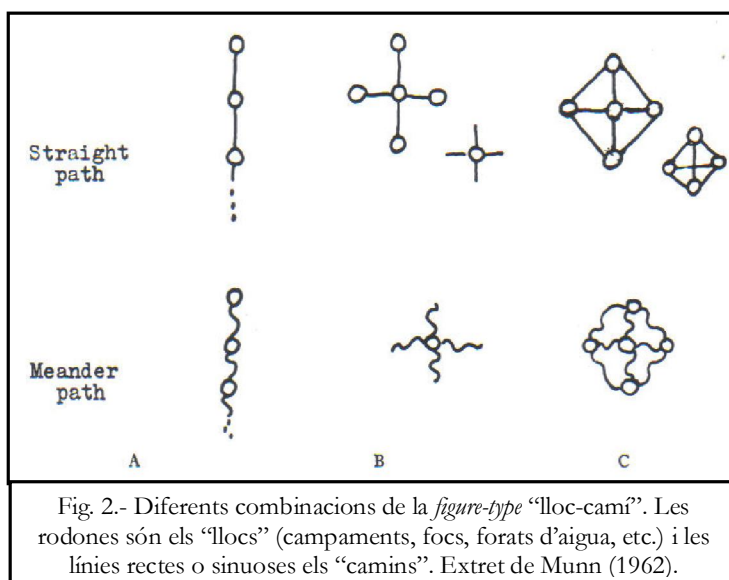 Straight
path
Meander
path
A B C
Fig. 2.- Diferents combinacions de la figure-type “lloc-camí”. Les
rodones són els “llocs” (campaments, focs, forats d’aigua, etc.) i les
línies rectes o sinuoses els “camins”. Extret de Munn (1962).